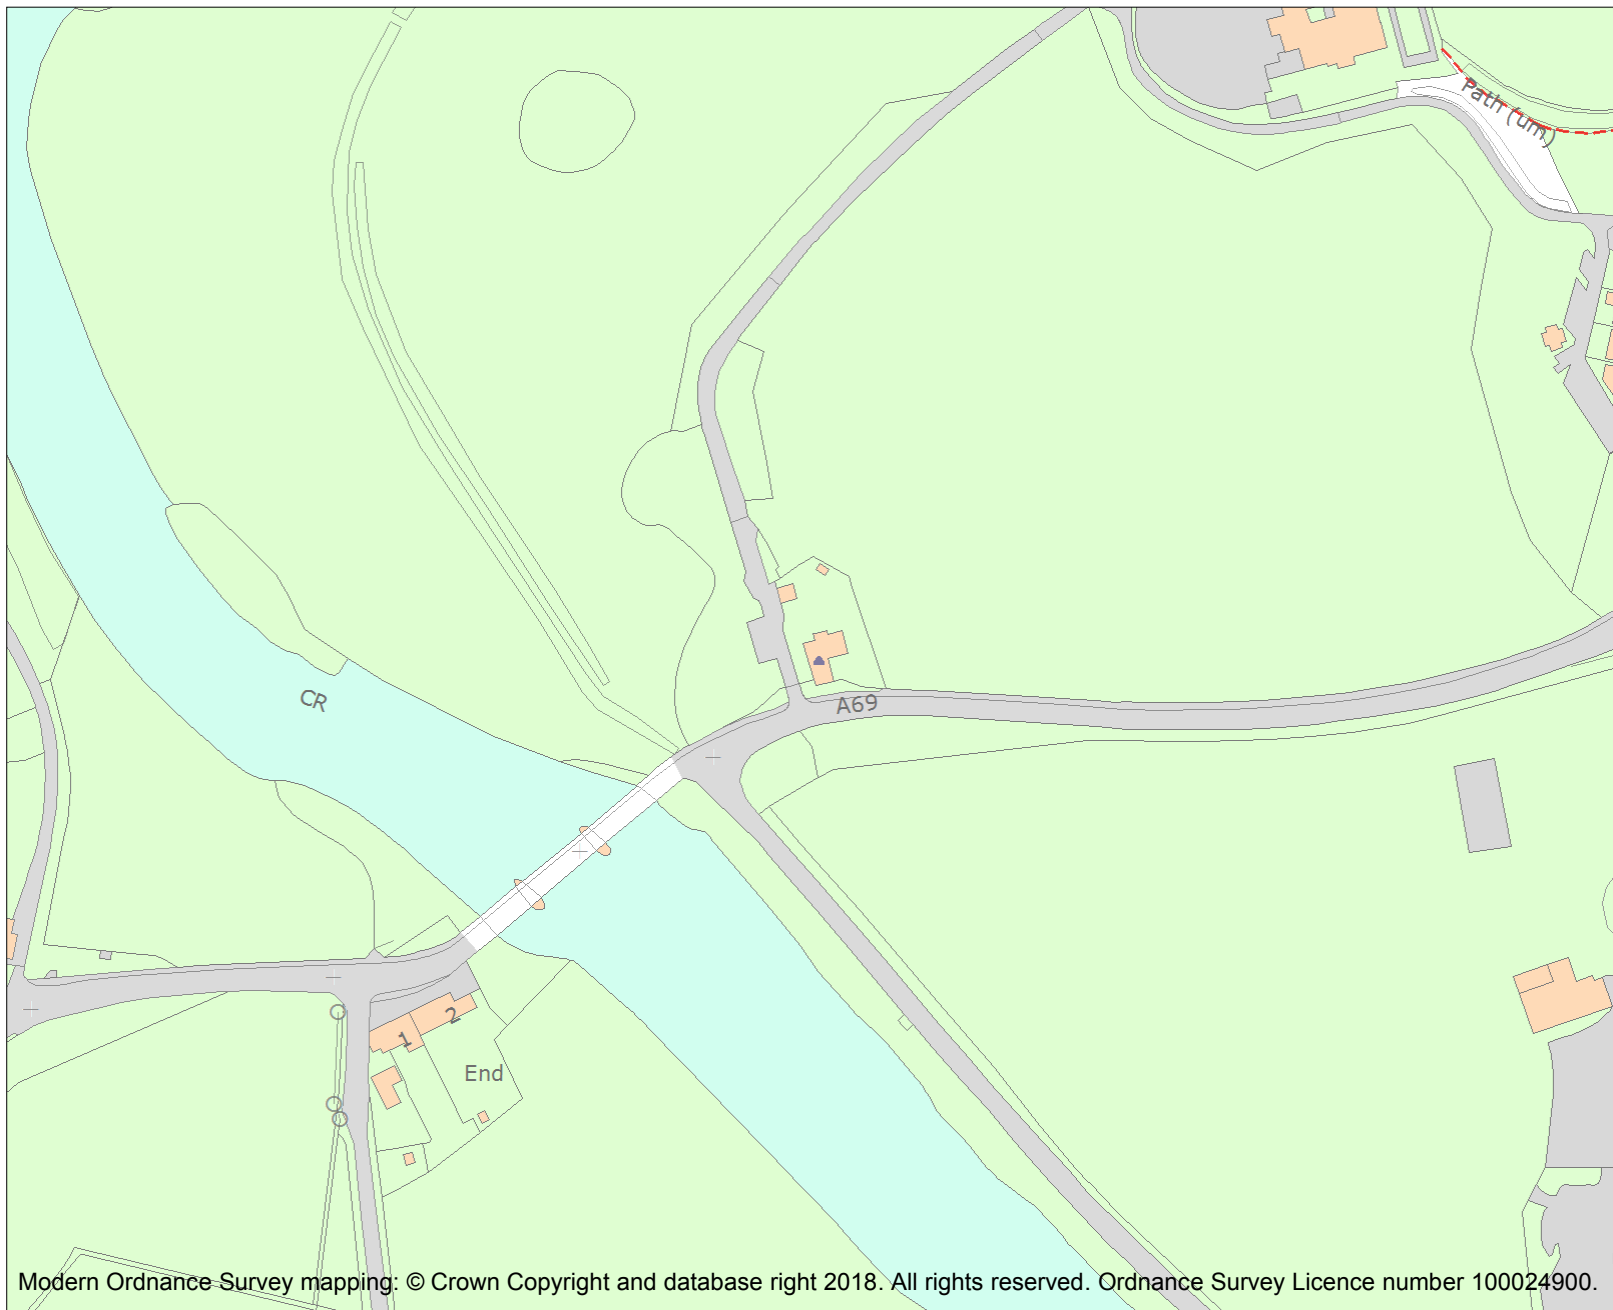 Path (um)
CR
A69
2
1
End
Modern Ordnance Survey mapping: © Crown Copyright and database right 2018. All rights reserved. Ordnance Survey Licence number 100024900.